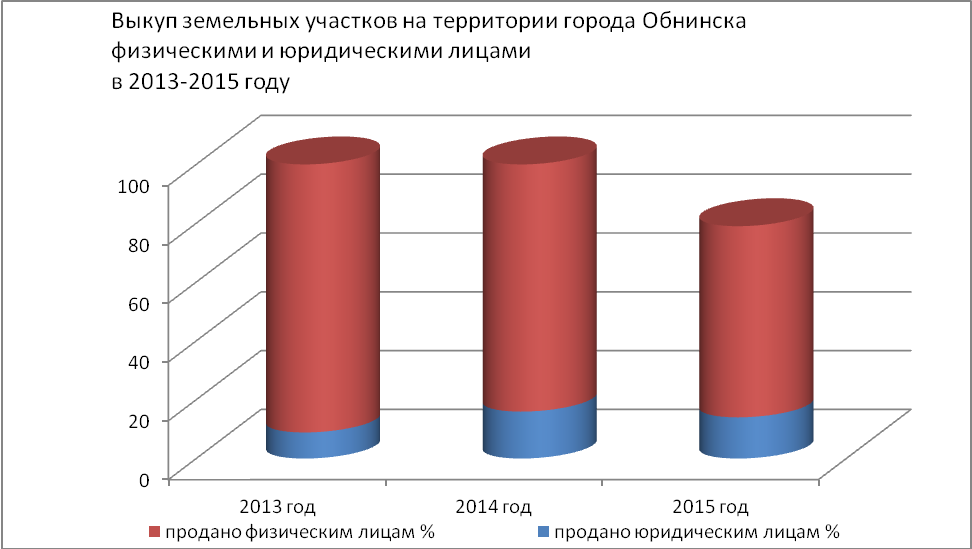 Выкуп земельных участков на территории города Обнинска
физическими и юридическими лицами
в 2013-2015 году
100
80
60
40
20
0
2013 год
2014 год
2015 год
продано физическим лицам %
продано юридическим лицам %